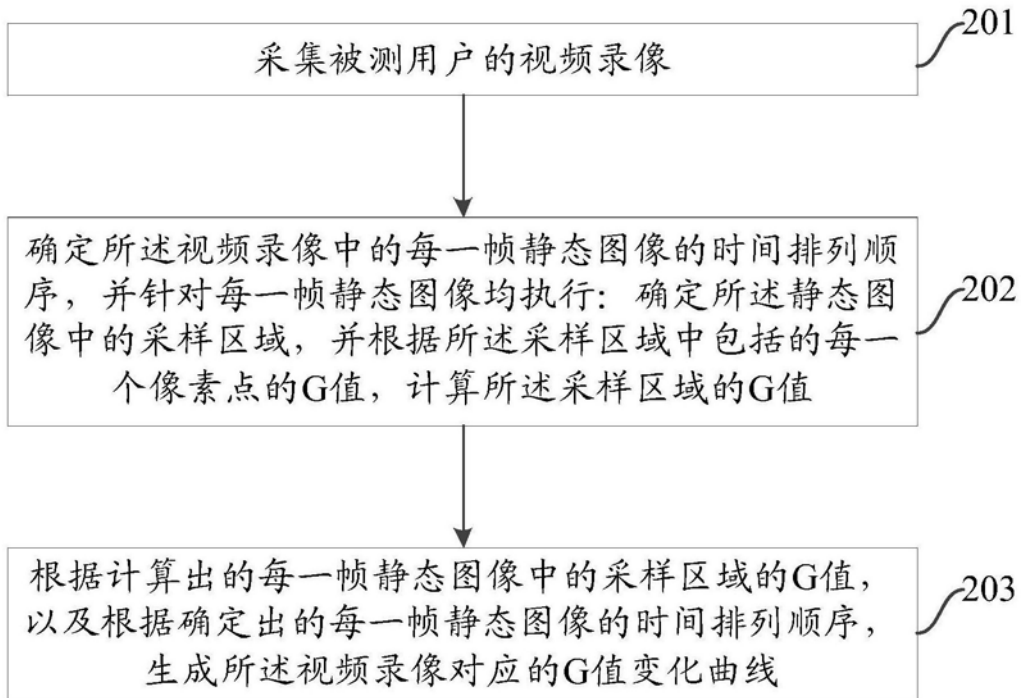 采集被测用户的视频录像
201
确定所述视频录像中的每一帧静态图像的时间排列顺
序，并针对每一帧静态图像均执行：确定所述静态图
像中的采样区域，并根据所述采样区域中包括的每一
个像素点的G值，计算所述采样区域的G值
202
根据计算出的每一帧静态图像中的采样区域的G值，
以及根据确定出的每一帧静态图像的时间排列顺序，
生成所述视频录像对应的G值变化曲线
203